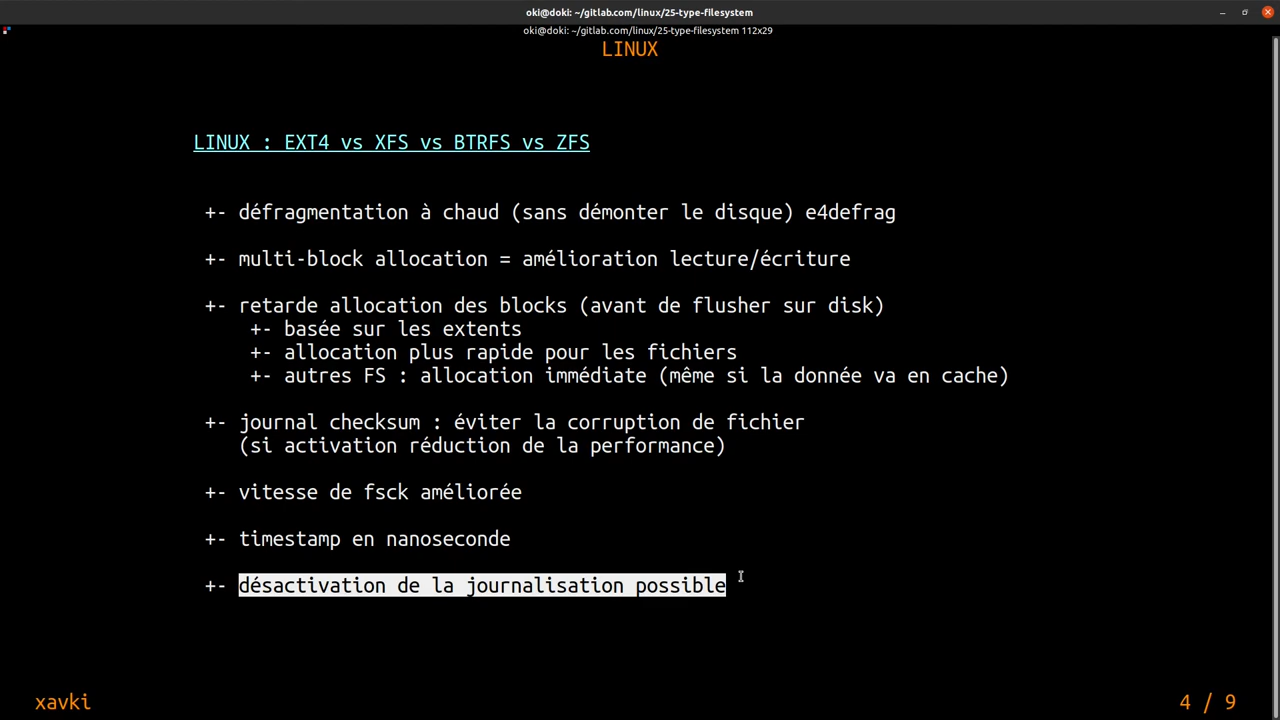 oki@doki: ~/gitlab.com/linux/25-type-filesystem
oki@doki: ~/gitlab.com/linux/25-type-filesystem 112x29
LINUX
LINUX : EXT4 vs XFS vs BTRFS vs ZFS
+- défragmentation à chaud (sans démonter le disque) e4defrag
+- multi-block allocation = amélioration lecture/écriture
+- retarde allocation des blocks (avant de flusher sur disk)
+- basée sur les extents
+- allocation plus rapide pour les fichiers
+- autres FS : allocation immédiate (même si la donnée va en cache)
+- journal checksum : éviter la corruption de fichier
(si activation réduction de la performance)
+- vitesse de fsck améliorée
+- timestamp en nanoseconde
+- désactivation de la journalisation possible
xavki
4 / 9